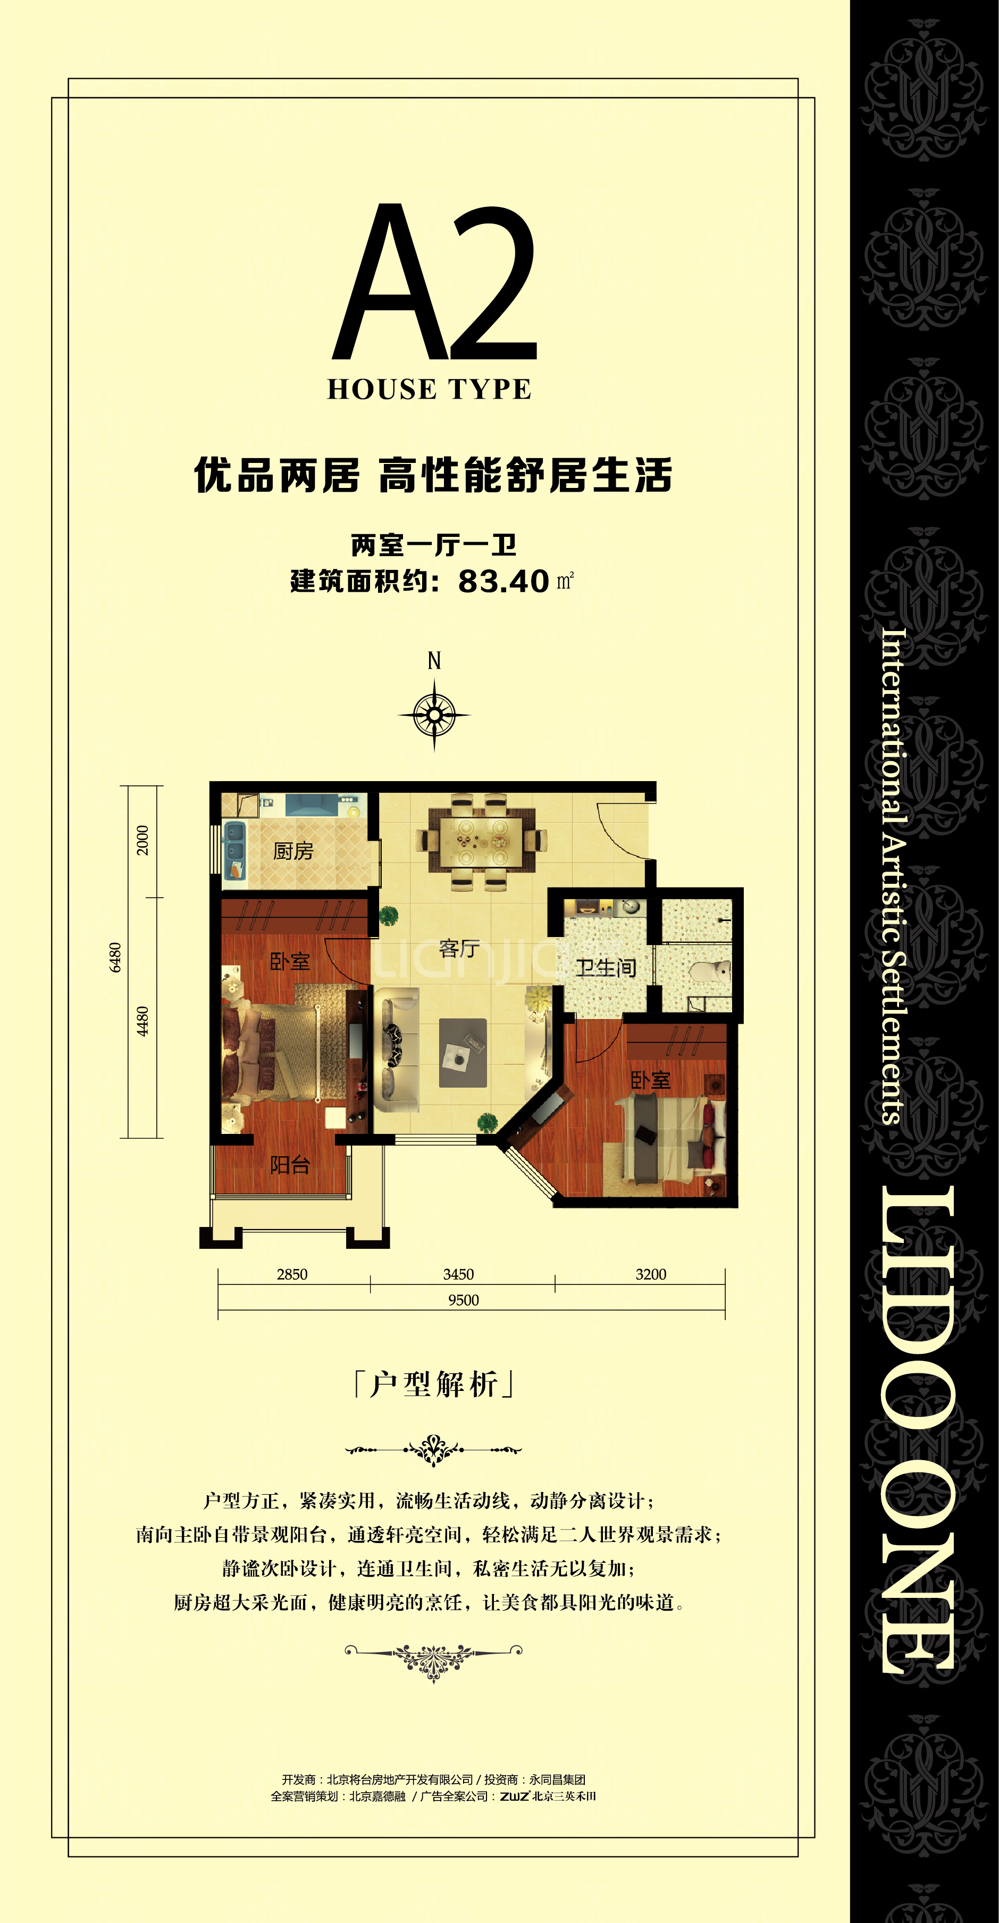 A2
HOUSE TYPE
优品两居 高性能舒居生活
两室一厅一卫
建筑面积约：83.40 ㎡
N
厨房
客厅
卧室
卫生间
卧室
阳台
Lianjia
2000
6480
4480
2850
3450
3200
9500
「户型解析」
户型方正，紧凑实用，流畅生活动线，动静分离设计；
南向主卧自带景观阳台，通透轩亮空间，轻松满足二人世界观景需求；
静谧次卧设计，连通卫生间，私密生活无以复加；
厨房超大采光面，健康明亮的烹饪，让美食都具阳光的味道。
开发商：北京将台房地产开发有限公司 / 投资商：永同昌集团
全案营销策划：北京嘉德融 / 广告全案公司：ZWZ 北京三英禾田
International Artistic Settlements
LIDO ONE